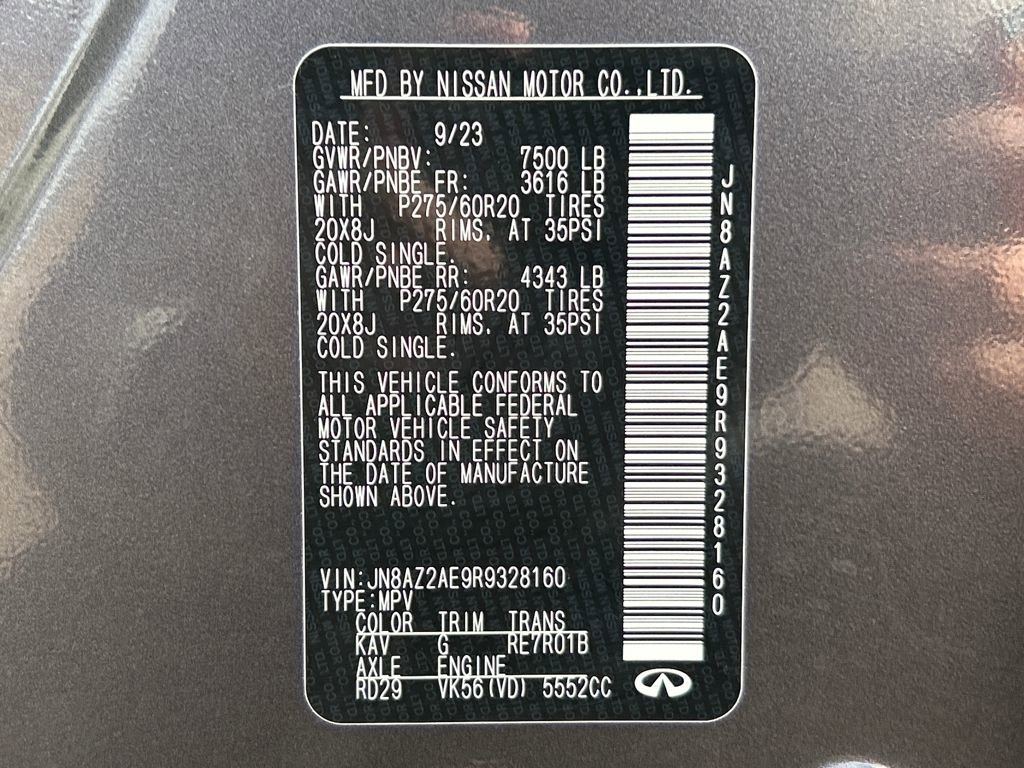 MFD BY NISSAN MOTOR CO.,LTD.
DATE: 9/23
GVWR/PNBV: 7500 LB
GAWR/PNBE FR: 3616 LB
WITH P275/60R20 TIRES
20X8J RIMS, AT 35PSI
COLD SINGLE.
GAWR/PNBE RR: 4343 LB
WITH P275/60R20 TIRES
20X8J RIMS, AT 35PSI
COLD SINGLE.
THIS VEHICLE CONFORMS TO
ALL APPLICABLE FEDERAL
MOTOR VEHICLE SAFETY
STANDARDS IN EFFECT ON
THE DATE OF MANUFACTURE
SHOWN ABOVE.
VIN:JN8AZ2AE9R9328160
TYPE:MPV
COLOR TRIM TRANS
KAV G RE7R01B
AXLE ENGINE
RD29 VK56(VD) 5552CC
JN8AZ2AE9R9328160